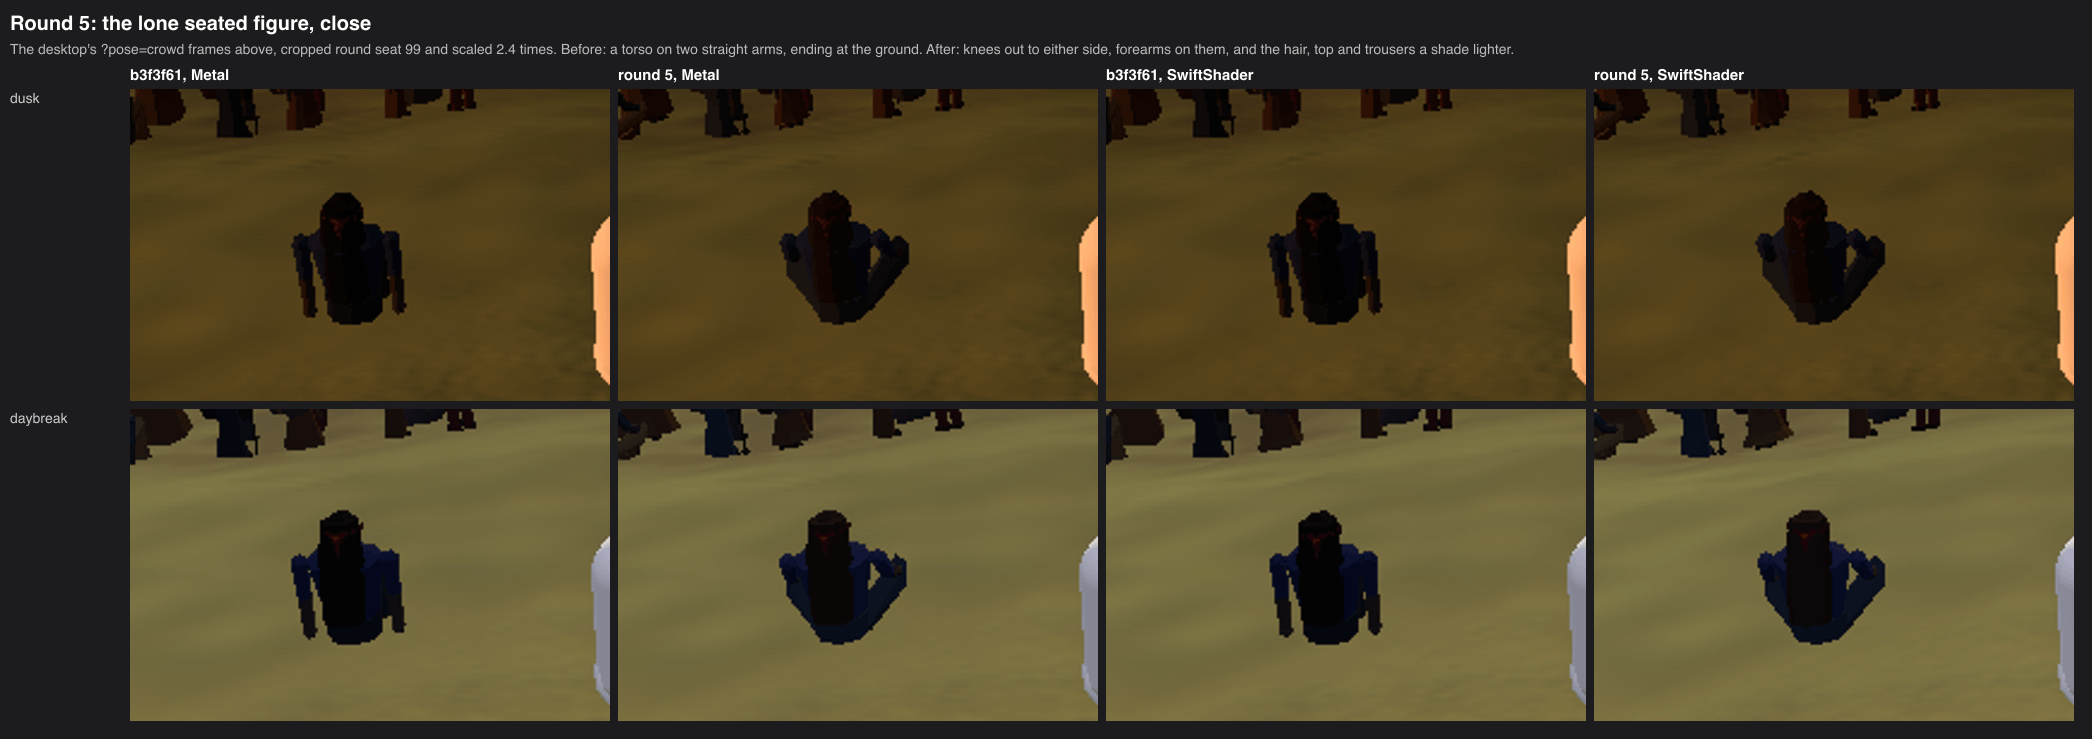 Round 5: the lone seated figure, close
The desktop's ?pose=crowd frames above, cropped round seat 99 and scaled 2.4 times. Before: a torso on two straight arms, ending at the ground. After: knees out to either side, forearms on them, and the hair, top and trousers a shade lighter.
b3f3f61, Metal
round 5, Metal
b3f3f61, SwiftShader
round 5, SwiftShader
dusk
daybreak